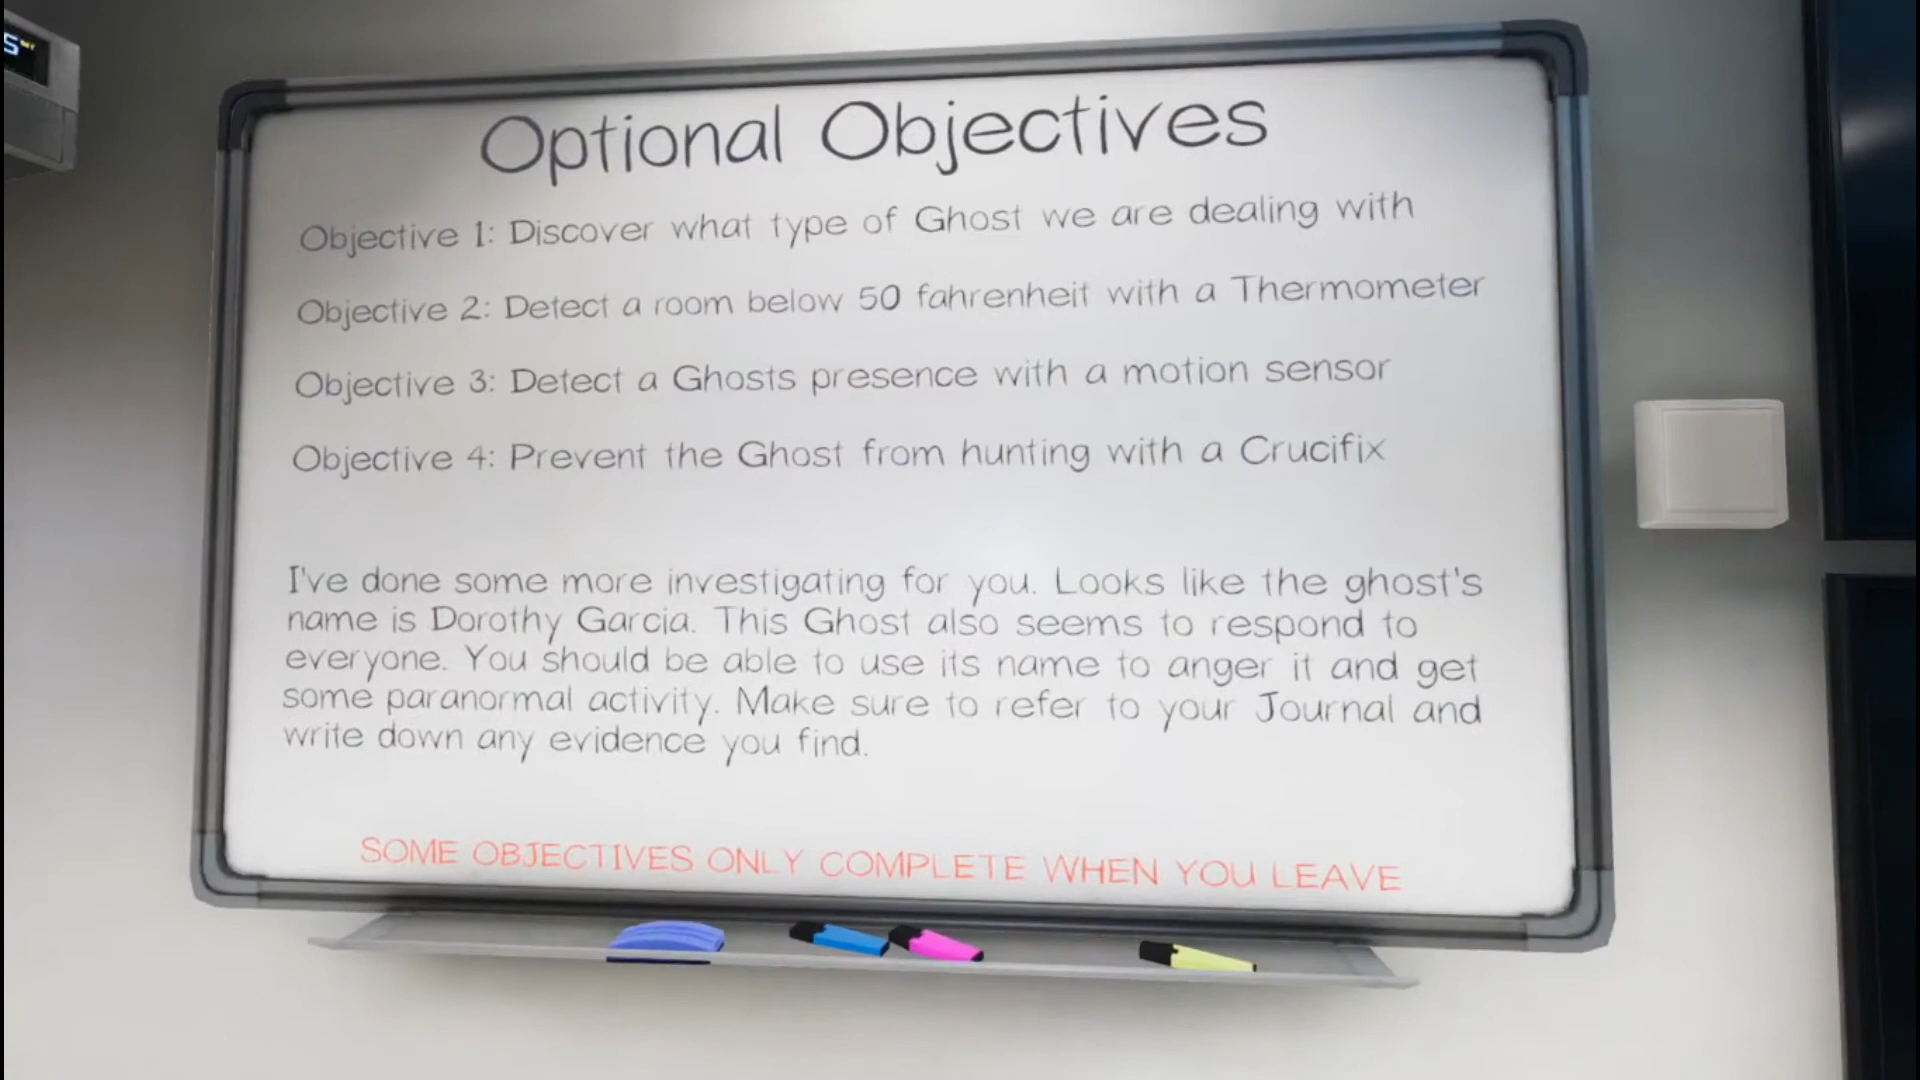 Optional Objectives
Objective 1: Discover what type of Ghost we are dealing with
Objective 2: Detect a room below 50 fahrenheit with a Thermometer
Objective 3: Detect a Ghosts presence with a motion sensor
Objective 4: Prevent the Ghost from hunting with a Crucifix
I've done some more investigating for you. Looks like the ghost's
name is Dorothy Garcia. This Ghost also seems to respond to
everyone. You should be able to use its name to anger it and get
some paranormal activity. Make sure to refer to your Journal and
write down any evidence you find.
SOME OBJECTIVES ONLY COMPLETE WHEN YOU LEAVE